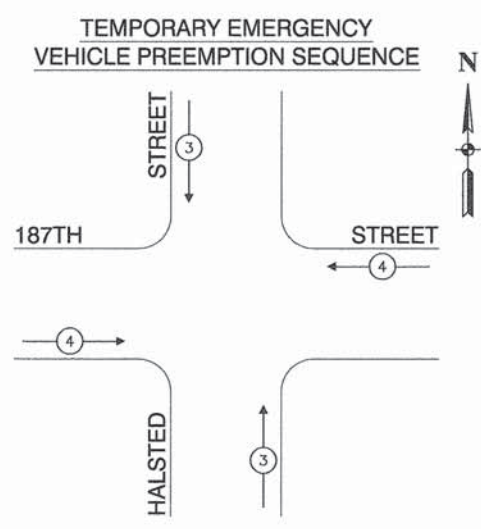 TEMPORARY EMERGENCY
VEHICLE PREEMPTION SEQUENCE
N
STREET
3
187TH
STREET
4
4
HALSTED
3